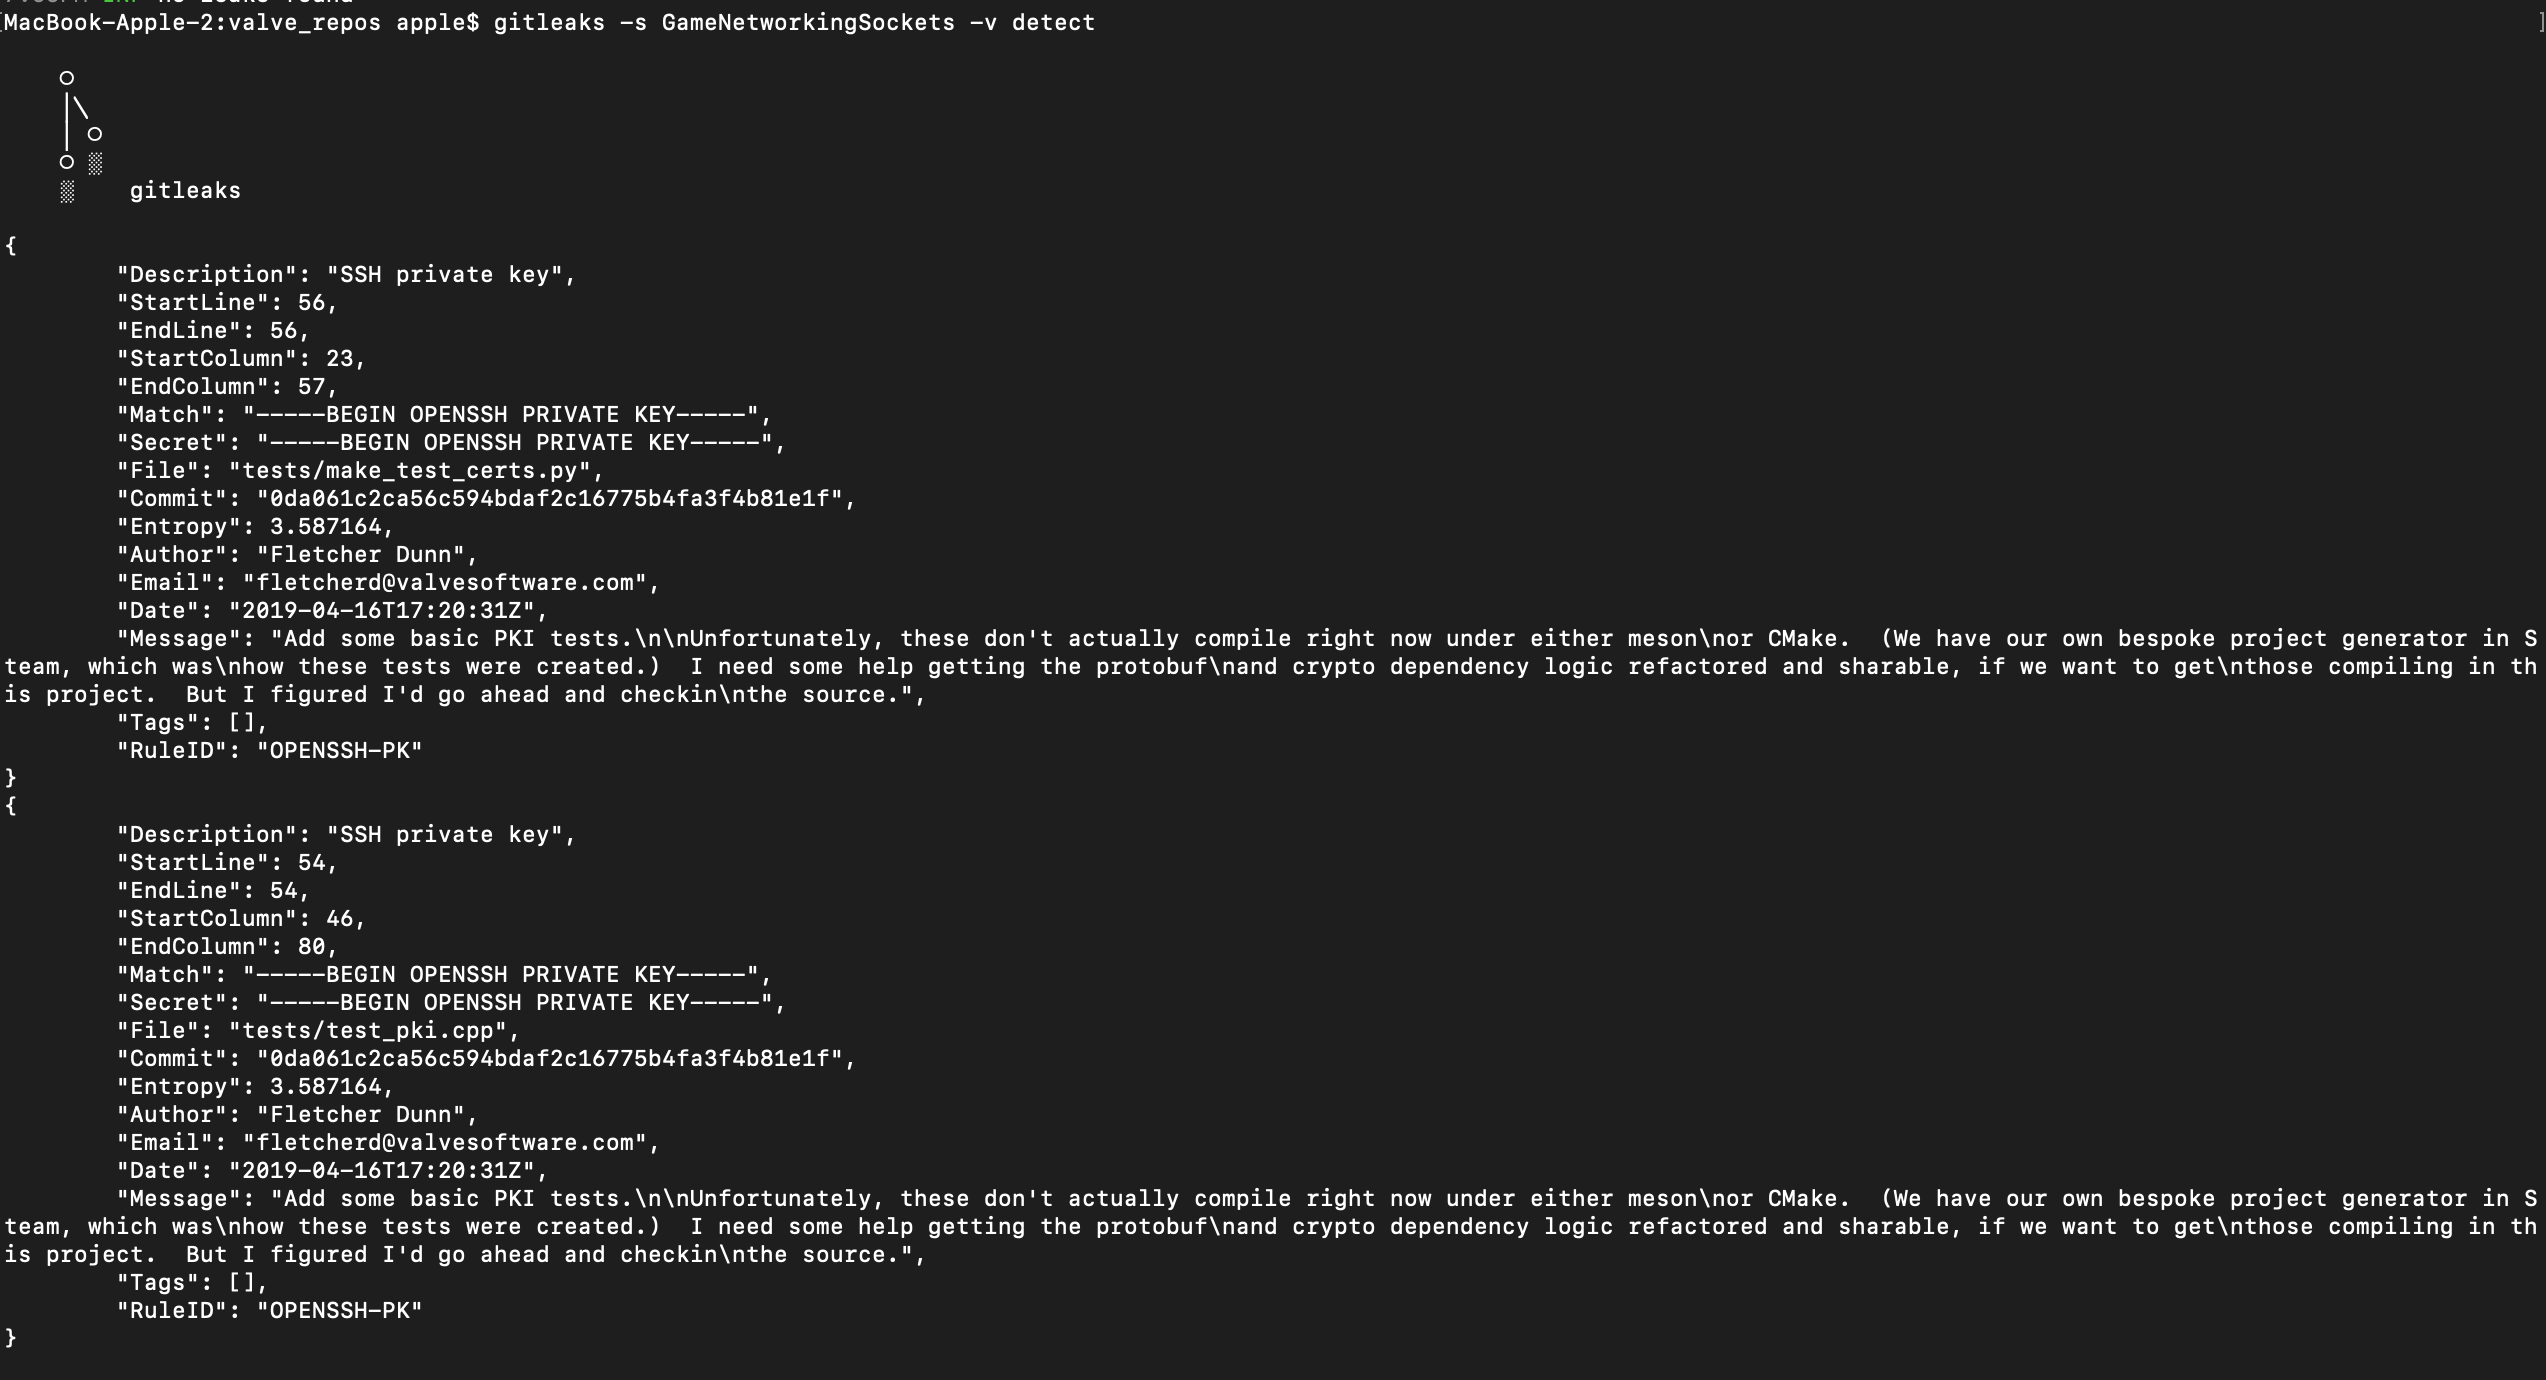 MacBook-Apple-2:valve_repos apple$ gitleaks -s GameNetworkingSockets -v detect
gitleaks
{
"Description": "SSH private key",
"StartLine": 56,
"EndLine": 56,
"StartColumn": 23,
"EndColumn": 57,
"Match": "-----BEGIN OPENSSH PRIVATE KEY-----",
"Secret": "-----BEGIN OPENSSH PRIVATE KEY-----",
"File": "tests/make_test_certs.py",
"Commit": "0da061c2ca56c594bdaf2c16775b4fa3f4b81e1f",
"Entropy": 3.587164,
"Author": "Fletcher Dunn",
"Email": "fletcherd@valvesoftware.com",
"Date": "2019-04-16T17:20:31Z",
"Message": "Add some basic PKI tests.\n\nUnfortunately, these don't actually compile right now under either meson\nor CMake.  (We have our own bespoke project generator in S
team, which was\nhow these tests were created.)  I need some help getting the protobuf\nand crypto dependency logic refactored and sharable, if we want to get\nthose compiling in th
is project.  But I figured I'd go ahead and checkin\nthe source.",
"Tags": [],
"RuleID": "OPENSSH-PK"
}
{
"Description": "SSH private key",
"StartLine": 54,
"EndLine": 54,
"StartColumn": 46,
"EndColumn": 80,
"Match": "-----BEGIN OPENSSH PRIVATE KEY-----",
"Secret": "-----BEGIN OPENSSH PRIVATE KEY-----",
"File": "tests/test_pki.cpp",
"Commit": "0da061c2ca56c594bdaf2c16775b4fa3f4b81e1f",
"Entropy": 3.587164,
"Author": "Fletcher Dunn",
"Email": "fletcherd@valvesoftware.com",
"Date": "2019-04-16T17:20:31Z",
"Message": "Add some basic PKI tests.\n\nUnfortunately, these don't actually compile right now under either meson\nor CMake.  (We have our own bespoke project generator in S
team, which was\nhow these tests were created.)  I need some help getting the protobuf\nand crypto dependency logic refactored and sharable, if we want to get\nthose compiling in th
is project.  But I figured I'd go ahead and checkin\nthe source.",
"Tags": [],
"RuleID": "OPENSSH-PK"
}